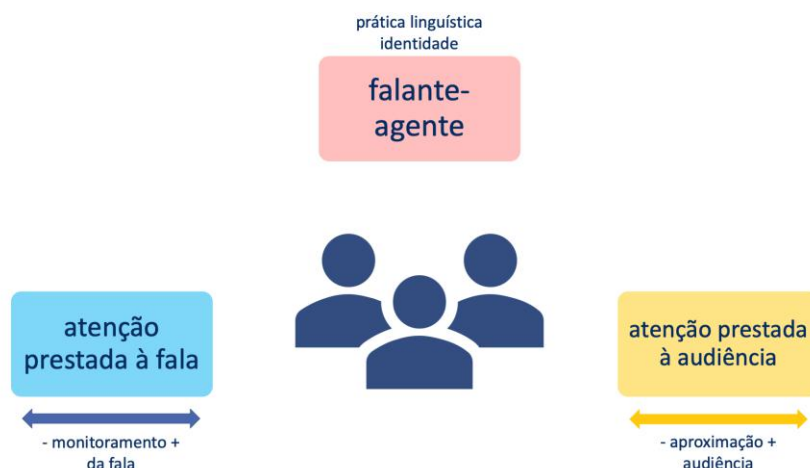 prática linguística
identidade
falante-
agente
atenção
prestada à fala
- monitoramento +
da fala
atenção prestada
à audiência
- aproximação +
audiência